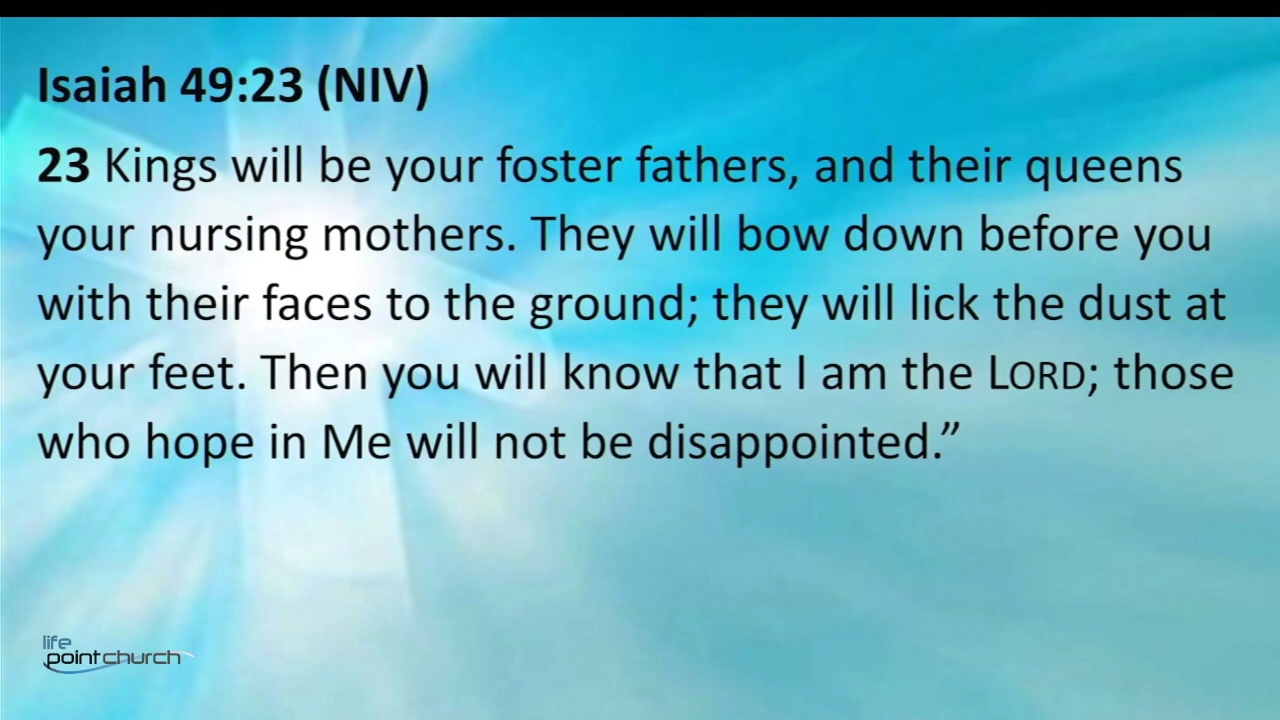 Isaiah 49:23 (NIV)
23 Kings will be your foster fathers, and their queens
your nursing mothers. They will bow down before you
with their faces to the ground; they will lick the dust at
your feet. Then you will know that I am the LORD; those
who hope in Me will not be disappointed.”
life
pointchurch